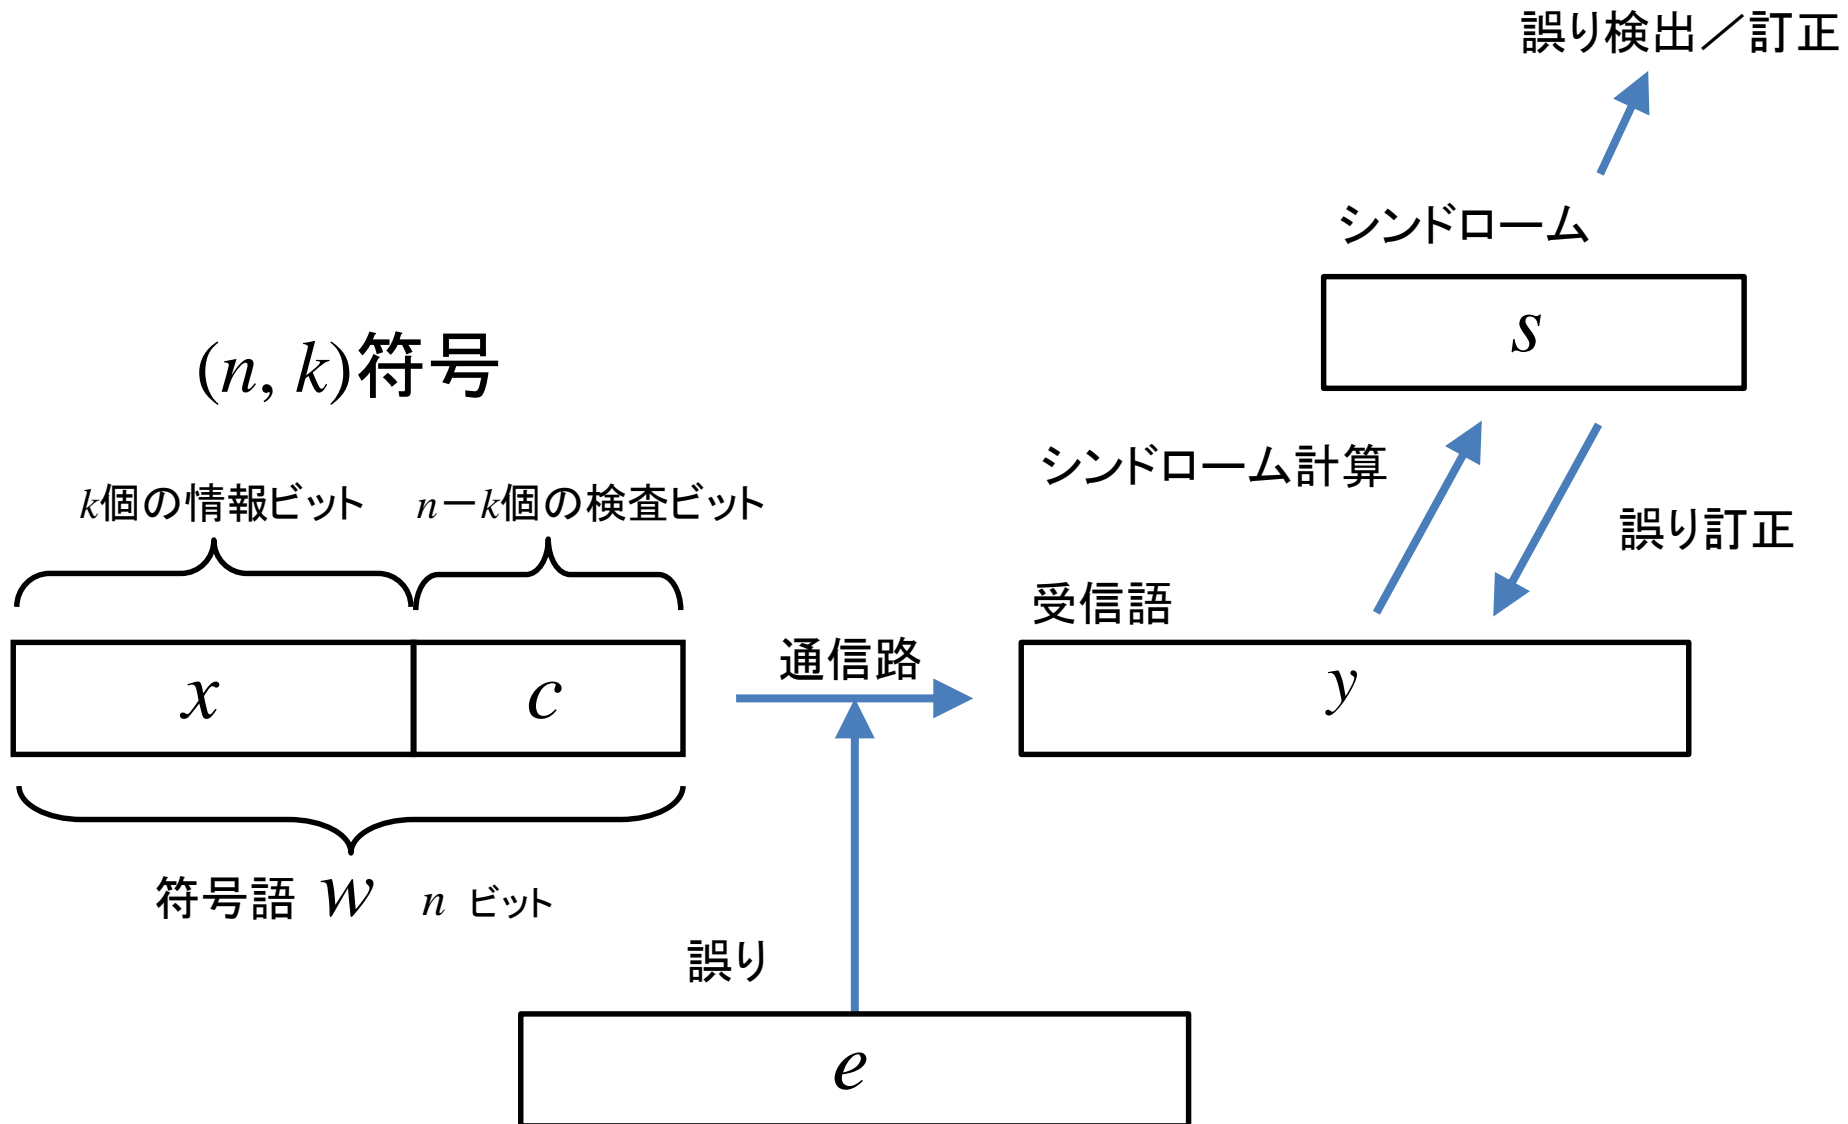 誤り検出／訂正
シンドローム
s
(n, k)符号
シンドローム計算
k個の情報ビット
n－k個の検査ビット
誤り訂正
受信語
通信路
x
c
y
符号語 w n ビット
誤り
e